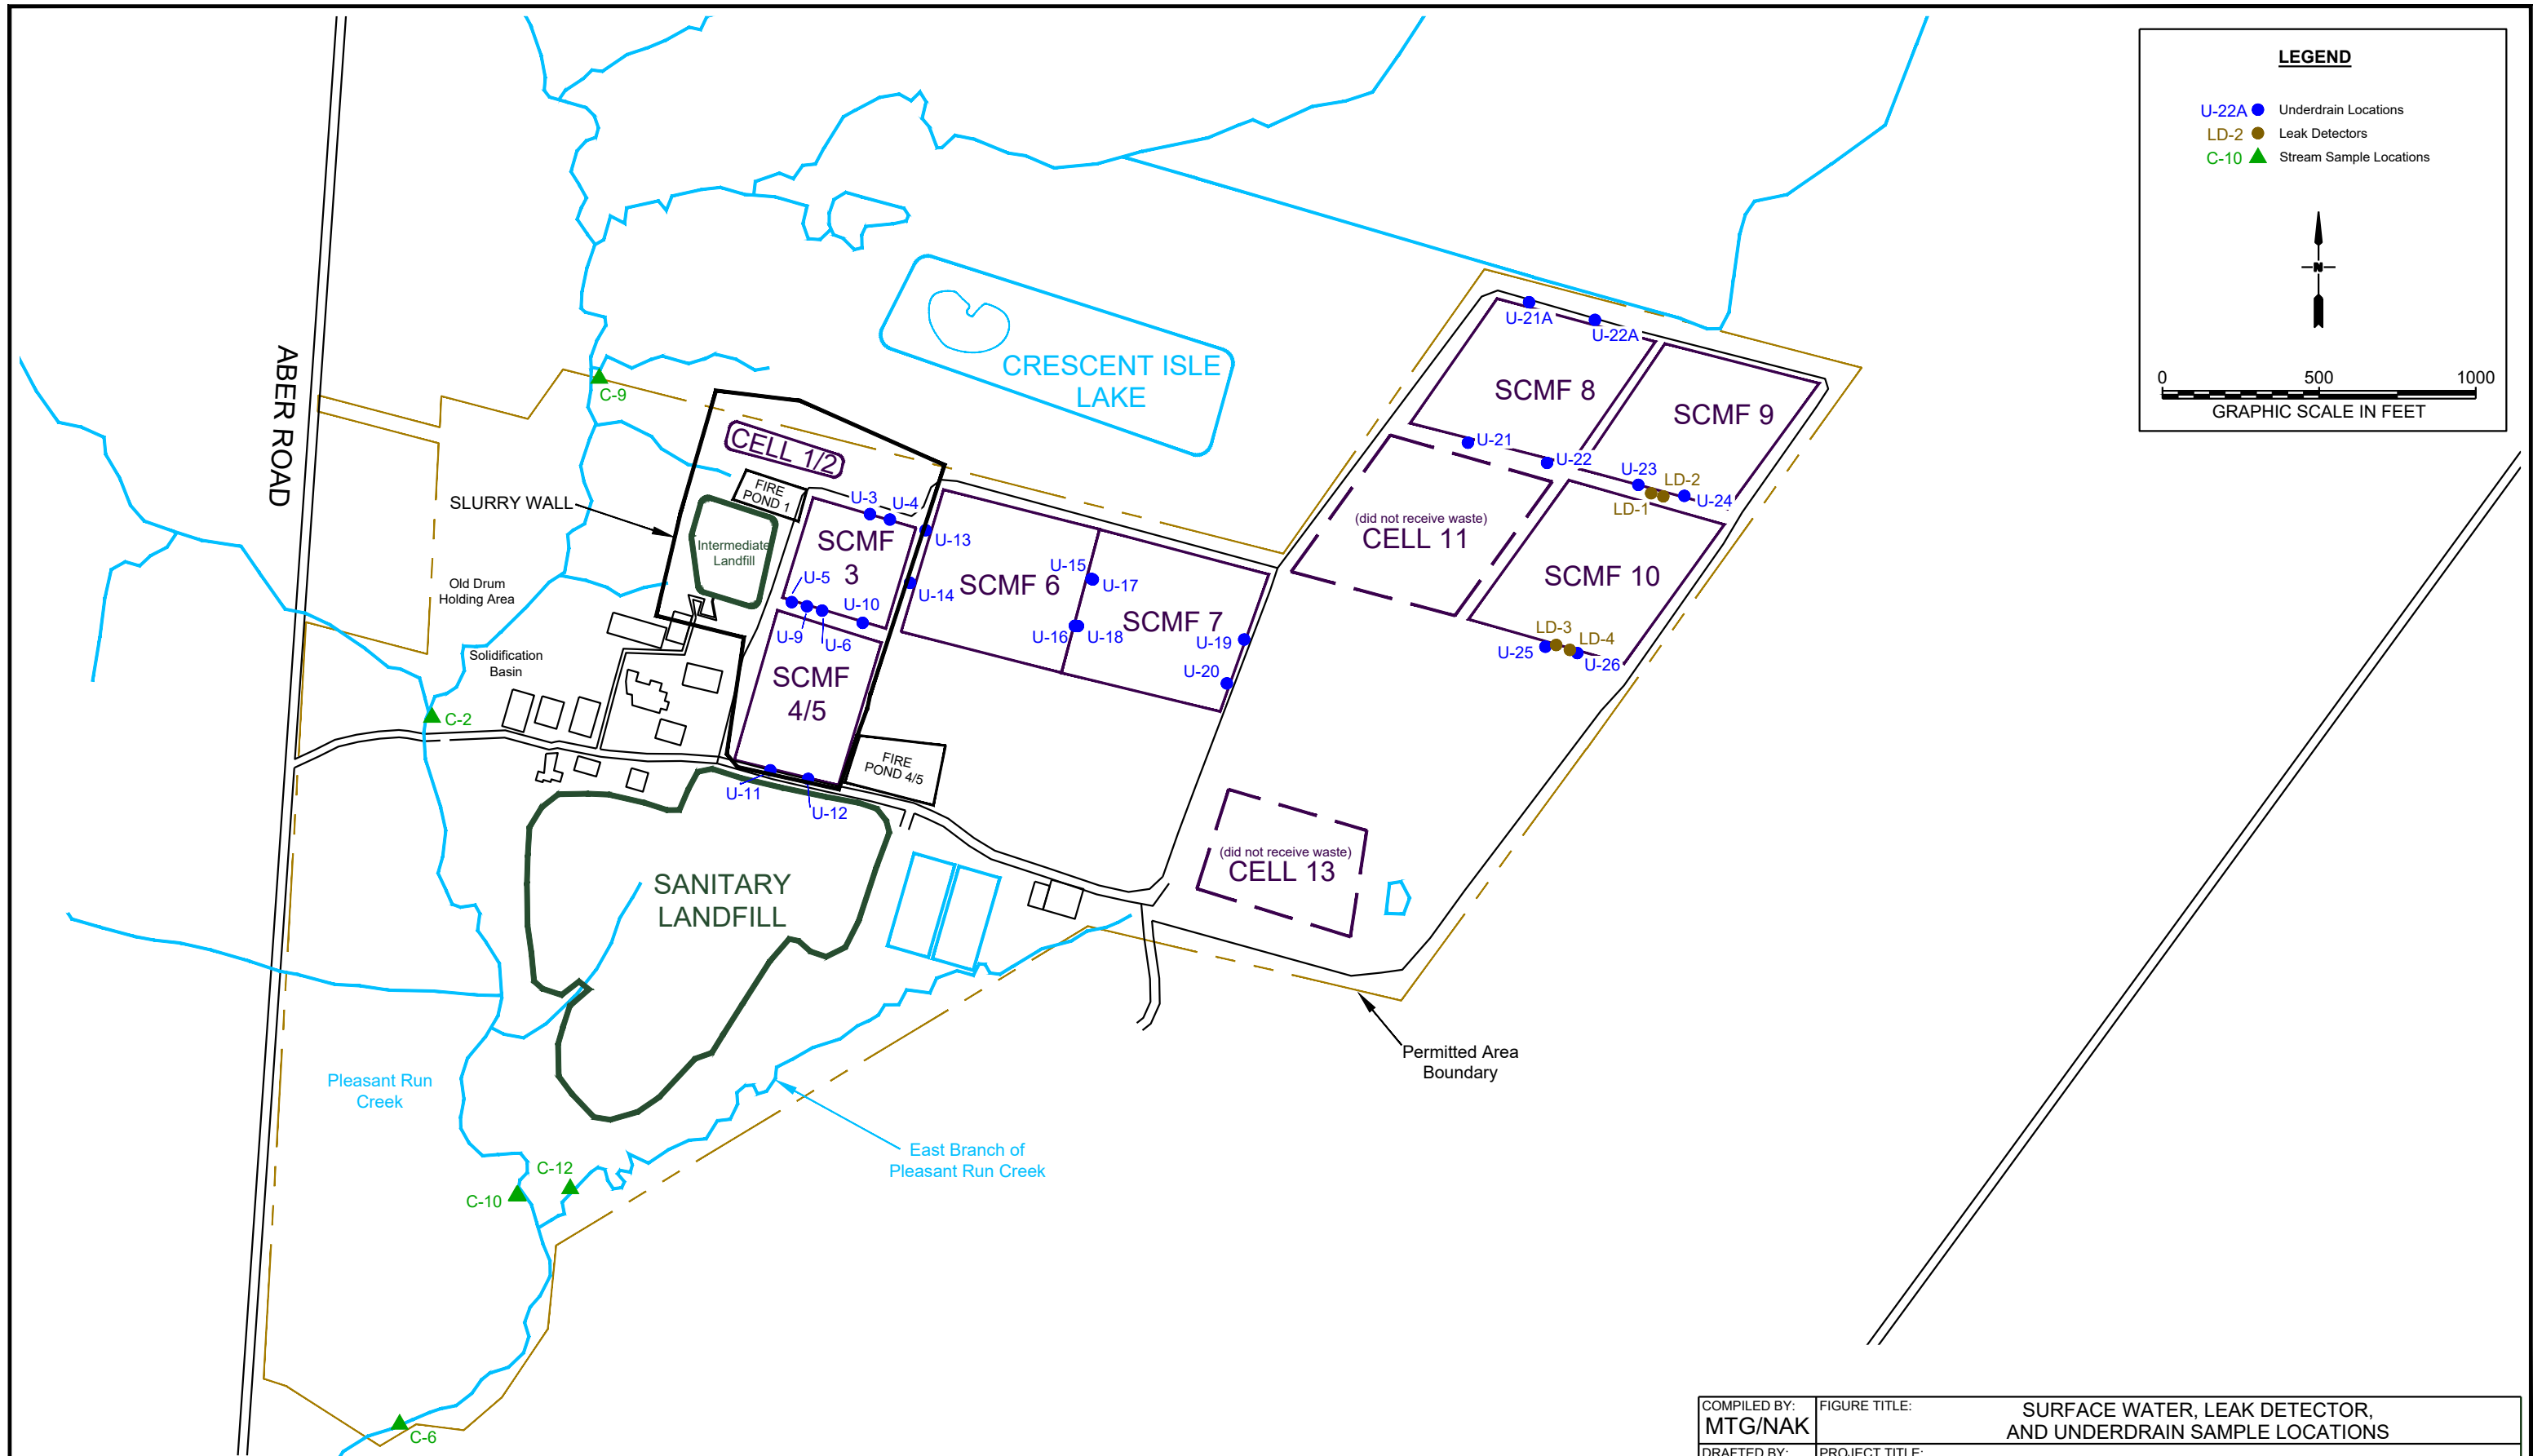 LEGEND
U-22A Underdrain Locations
LD-2 Leak Detectors
C-10 Stream Sample Locations
N
0 500 1000
GRAPHIC SCALE IN FEET
ABER ROAD
CRESCENT ISLE
LAKE
C-9
CELL 1/2
SLURRY WALL
FIRE
POND 1
Intermediate
Landfill
U-3
U-4
SCMF
3
U-13
U-14
U-5
U-10
U-9
U-6
SCMF
4/5
SCMF 6
U-15
U-17
U-16
U-18
SCMF 7
U-19
U-20
U-21A
U-22A
SCMF 8
SCMF 9
U-21
U-22
U-23
LD-2
U-24
LD-1
(did not receive waste)
CELL 11
SCMF 10
LD-3
LD-4
U-25
U-26
Old Drum
Holding Area
Solidification
Basin
C-2
FIRE
POND 4/5
U-11
U-12
SANITARY
LANDFILL
(did not receive waste)
CELL 13
Permitted Area
Boundary
Pleasant Run
Creek
East Branch of
Pleasant Run Creek
C-12
C-10
C-6
COMPILED BY:
MTG/NAK
FIGURE TITLE:
SURFACE WATER, LEAK DETECTOR,
AND UNDERDRAIN SAMPLE LOCATIONS
DRAFTED BY:
PROJECT TITLE: